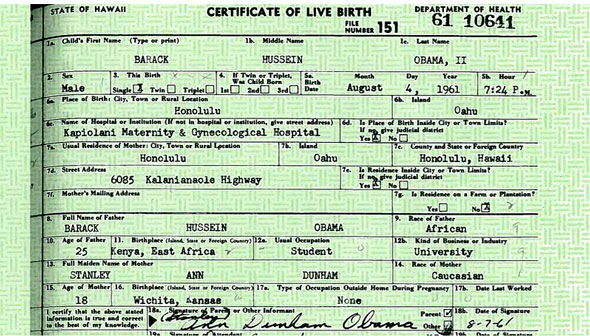 STATE OF HAWAII CERTIFICATE OF LIVE BIRTH DEPARTMENT OF HEALTH
FILE NUMBER 151 61 10641
1a. Child's First Name (Type or print) 1b. Middle Name 1c. Last Name
BARACK HUSSEIN OBAMA, II
2. Sex 3. This Birth 4. If Twin or Triplet, Was Child Born 5a. Birth Date Month Day Year 5b. Hour
Male Single X Twin Triplet 1st 2nd 3rd August 4, 1961 7:24 P.M.
6a. Place of Birth: City, Town or Rural Location 6b. Island
Honolulu Oahu
6c. Name of Hospital or Institution (If not in hospital or institution, give street address) 6d. Is Place of Birth Inside City or Town Limits? If no, give judicial district
Kapiolani Maternity & Gynecological Hospital Yes X No
7a. Usual Residence of Mother: City, Town or Rural Location 7b. Island 7c. County and State or Foreign Country
Honolulu Oahu Honolulu, Hawaii
7d. Street Address 7e. Is Residence Inside City or Town Limits? If no, give judicial district
6085 Kalanianaole Highway Yes X No
7f. Mother's Mailing Address 7g. Is Residence on a Farm or Plantation?
Yes No X
8. Full Name of Father 9. Race of Father
BARACK HUSSEIN OBAMA African
10. Age of Father 11. Birthplace (Island, State or Foreign Country) 12a. Usual Occupation 12b. Kind of Business or Industry
25 Kenya, East Africa Student University
13. Full Maiden Name of Mother 14. Race of Mother
STANLEY ANN DUNHAM Caucasian
15. Age of Mother 16. Birthplace (Island, State or Foreign Country) 17a. Type of Occupation Outside Home During Pregnancy 17b. Date Last Worked
18 Wichita, Kansas None
I certify that the above stated information is true and correct to the best of my knowledge. 18a. Signature of Parent or Other Informant Parent Other 18b. Date of Signature
(Stanley) Ann Dunham Obama 8-7-61
19a. Signature of Attendant